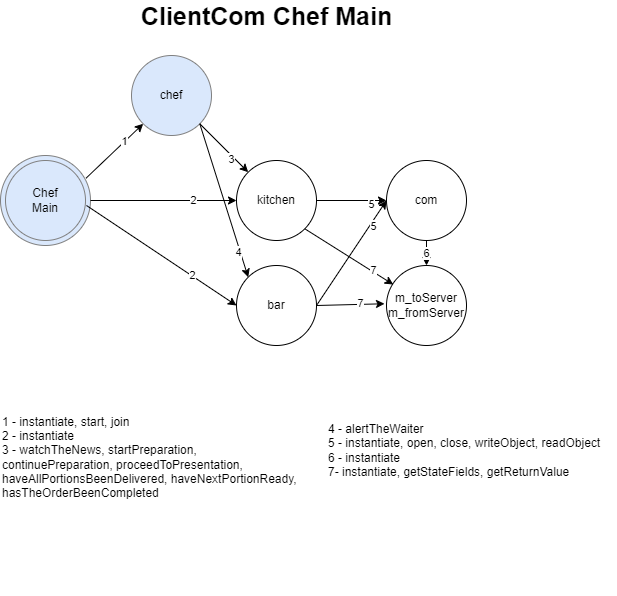 ClientCom Chef Main
chef
1
3
Chef
Main
2
kitchen
5
com
5
4
6
7
2
bar
7
m_toServer
m_fromServer
1 - instantiate, start, join
2 - instantiate
3 - watchTheNews, startPreparation,
continuePreparation, proceedToPresentation,
haveAllPortionsBeenDelivered, haveNextPortionReady,
hasTheOrderBeenCompleted
4 - alertTheWaiter
5 - instantiate, open, close, writeObject, readObject
6 - instantiate
7- instantiate, getStateFields, getReturnValue